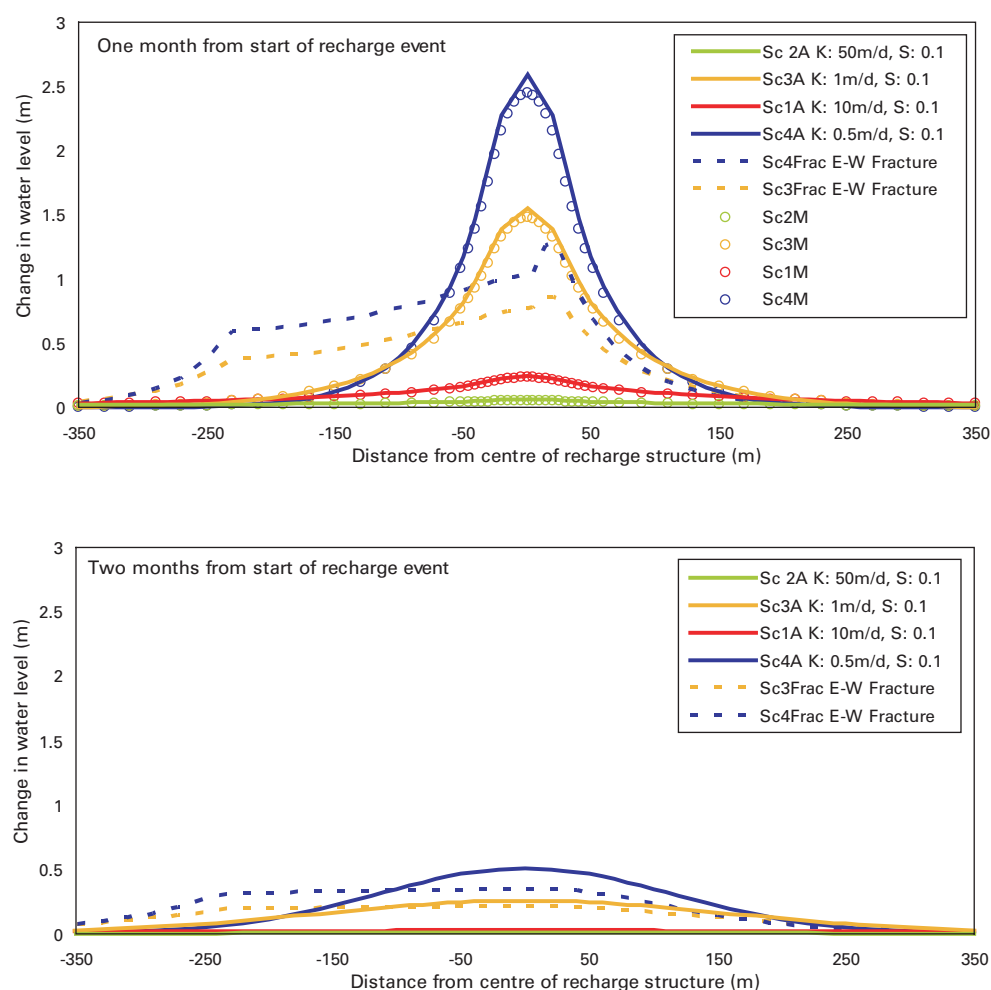 3
2.5
2
1.5
1
0.5
0
Change in water level (m)
One month from start of recharge event
Sc 2A K: 50m/d, S: 0.1
Sc3A K: 1m/d, S: 0.1
Sc1A K: 10m/d, S: 0.1
Sc4A K: 0.5m/d, S: 0.1
Sc4Frac E-W Fracture
Sc3Frac E-W Fracture
Sc2M
Sc3M
Sc1M
Sc4M
-350 -250 -150 -50 50 150 250 350
Distance from centre of recharge structure (m)
3
2.5
2
1.5
1
0.5
0
Change in water level (m)
Two months from start of recharge event
Sc 2A K: 50m/d, S: 0.1
Sc3A K: 1m/d, S: 0.1
Sc1A K: 10m/d, S: 0.1
Sc4A K: 0.5m/d, S: 0.1
Sc3Frac E-W Fracture
Sc4Frac E-W Fracture
-350 -250 -150 -50 50 150 250 350
Distance from centre of recharge structure (m)